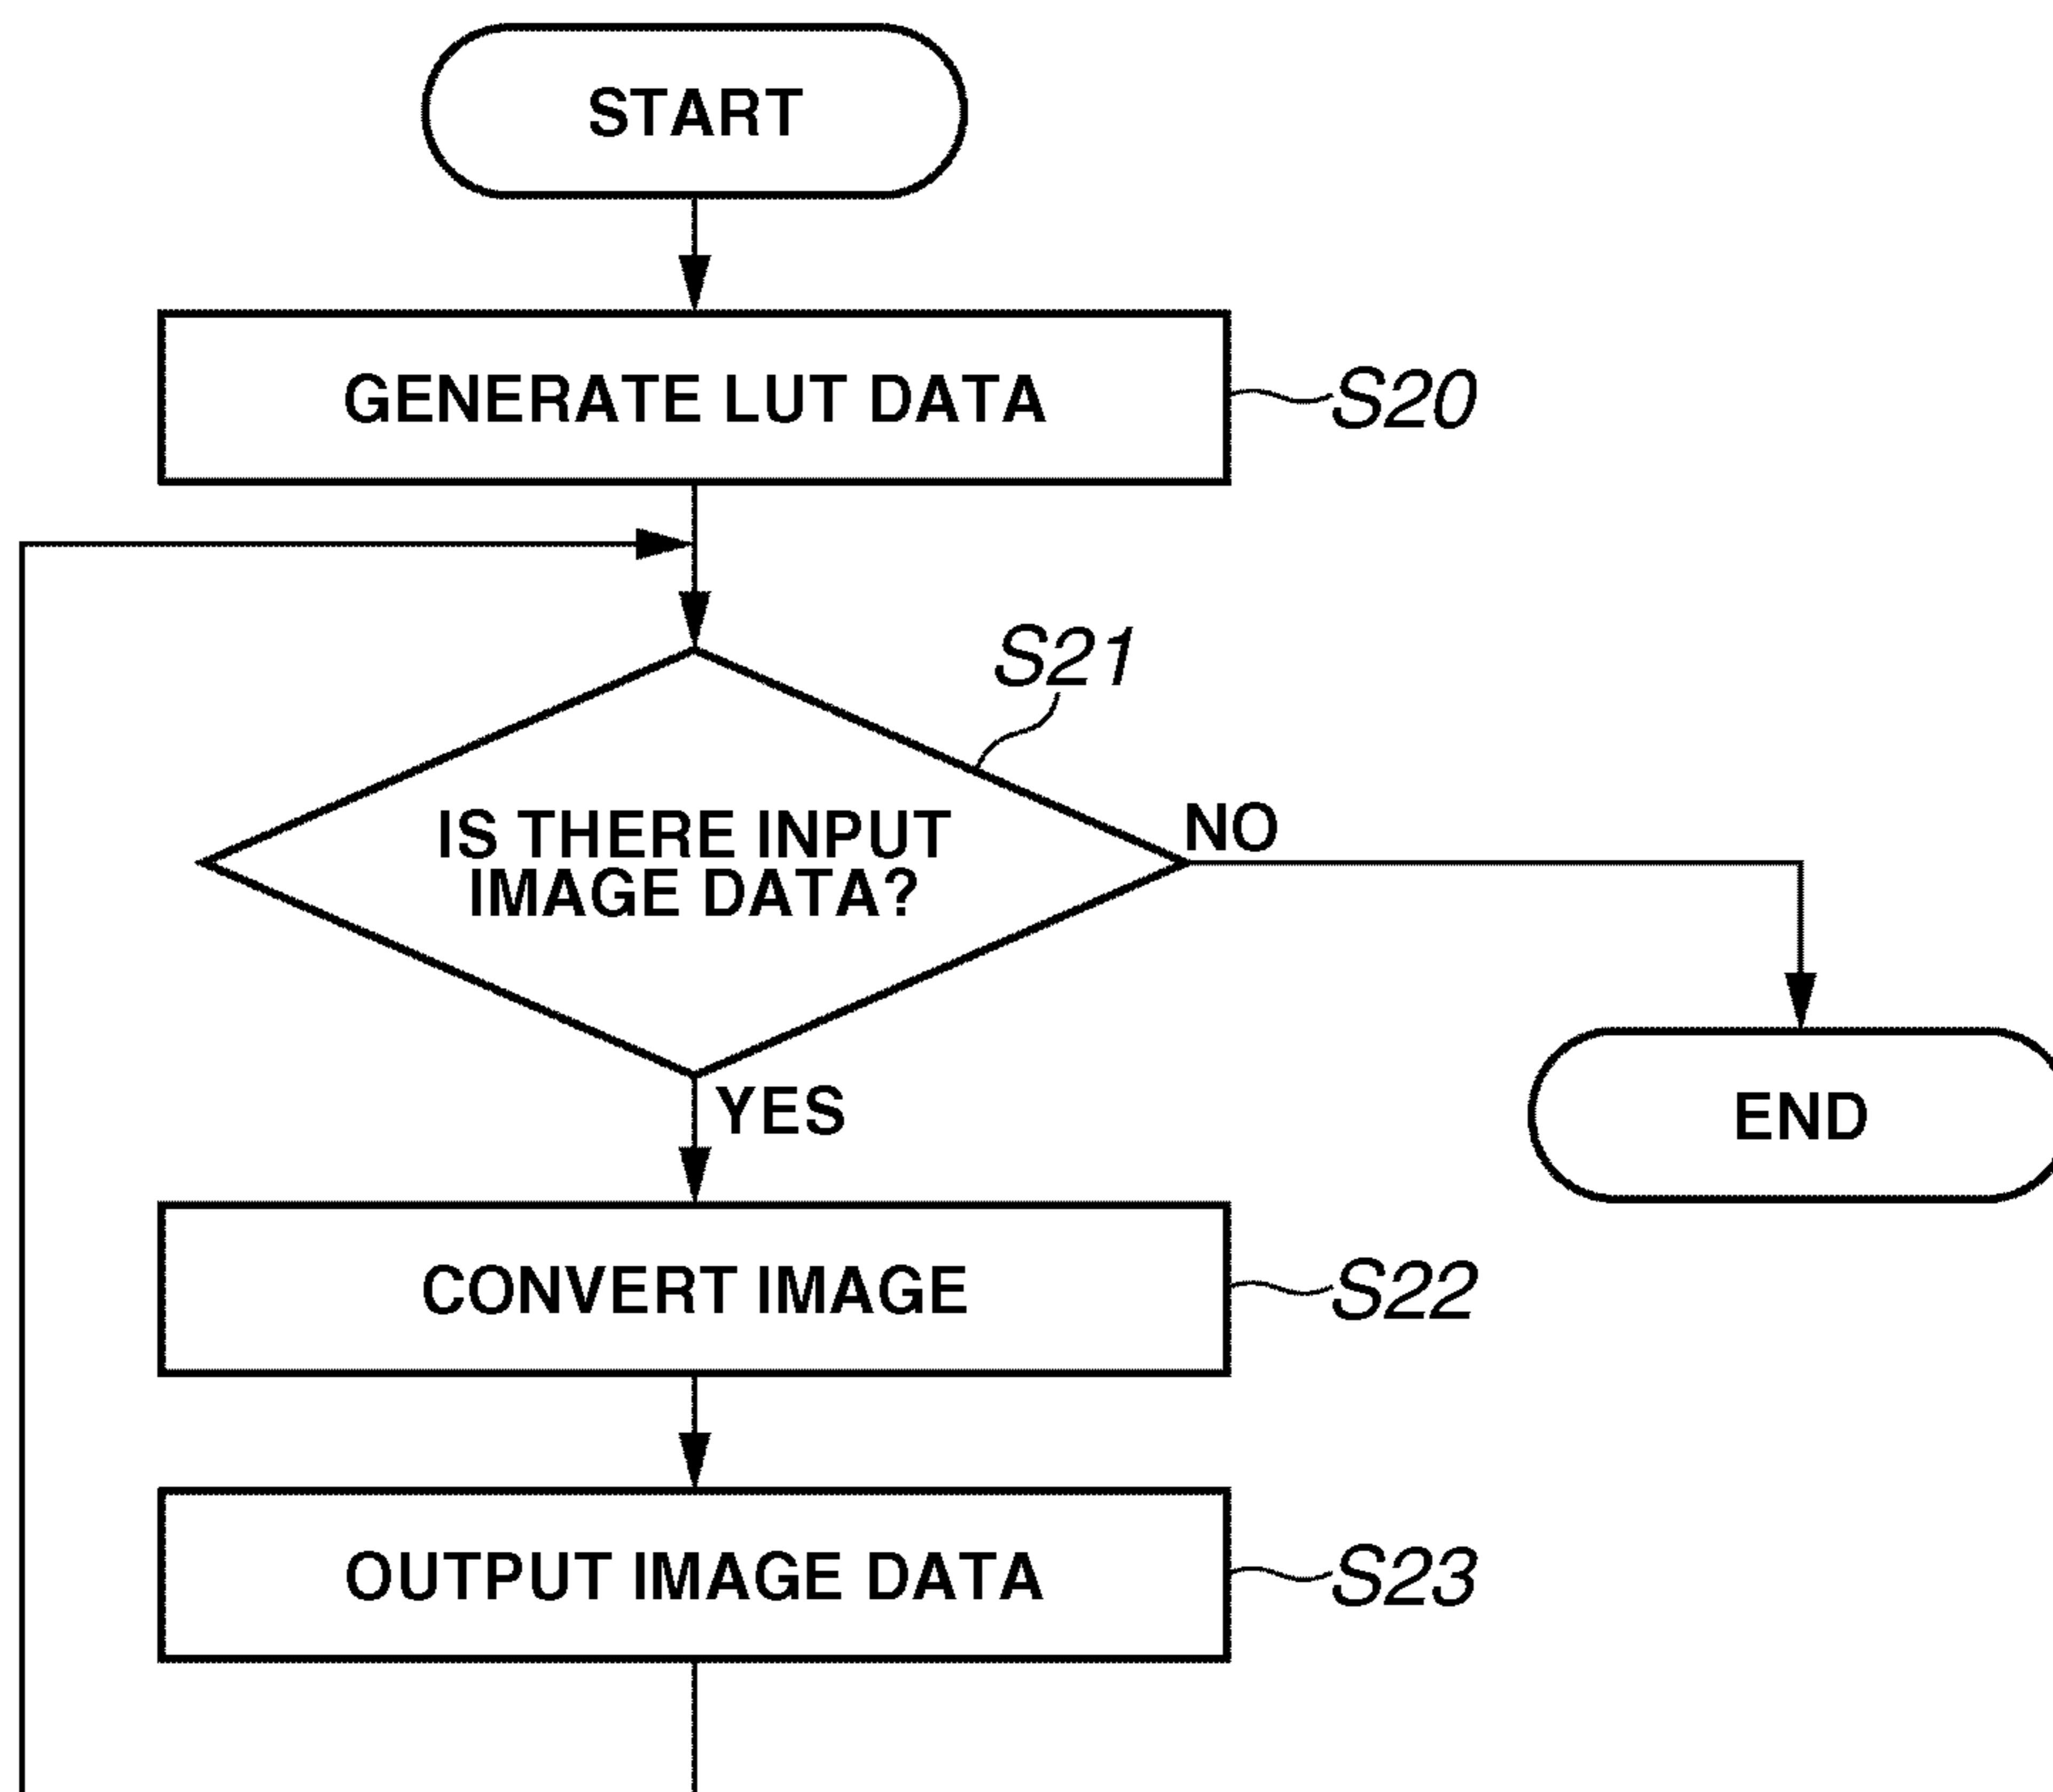 START
GENERATE LUT DATA
S20
S21
IS THERE INPUT
IMAGE DATA?
NO
YES
END
CONVERT IMAGE
S22
OUTPUT IMAGE DATA
S23